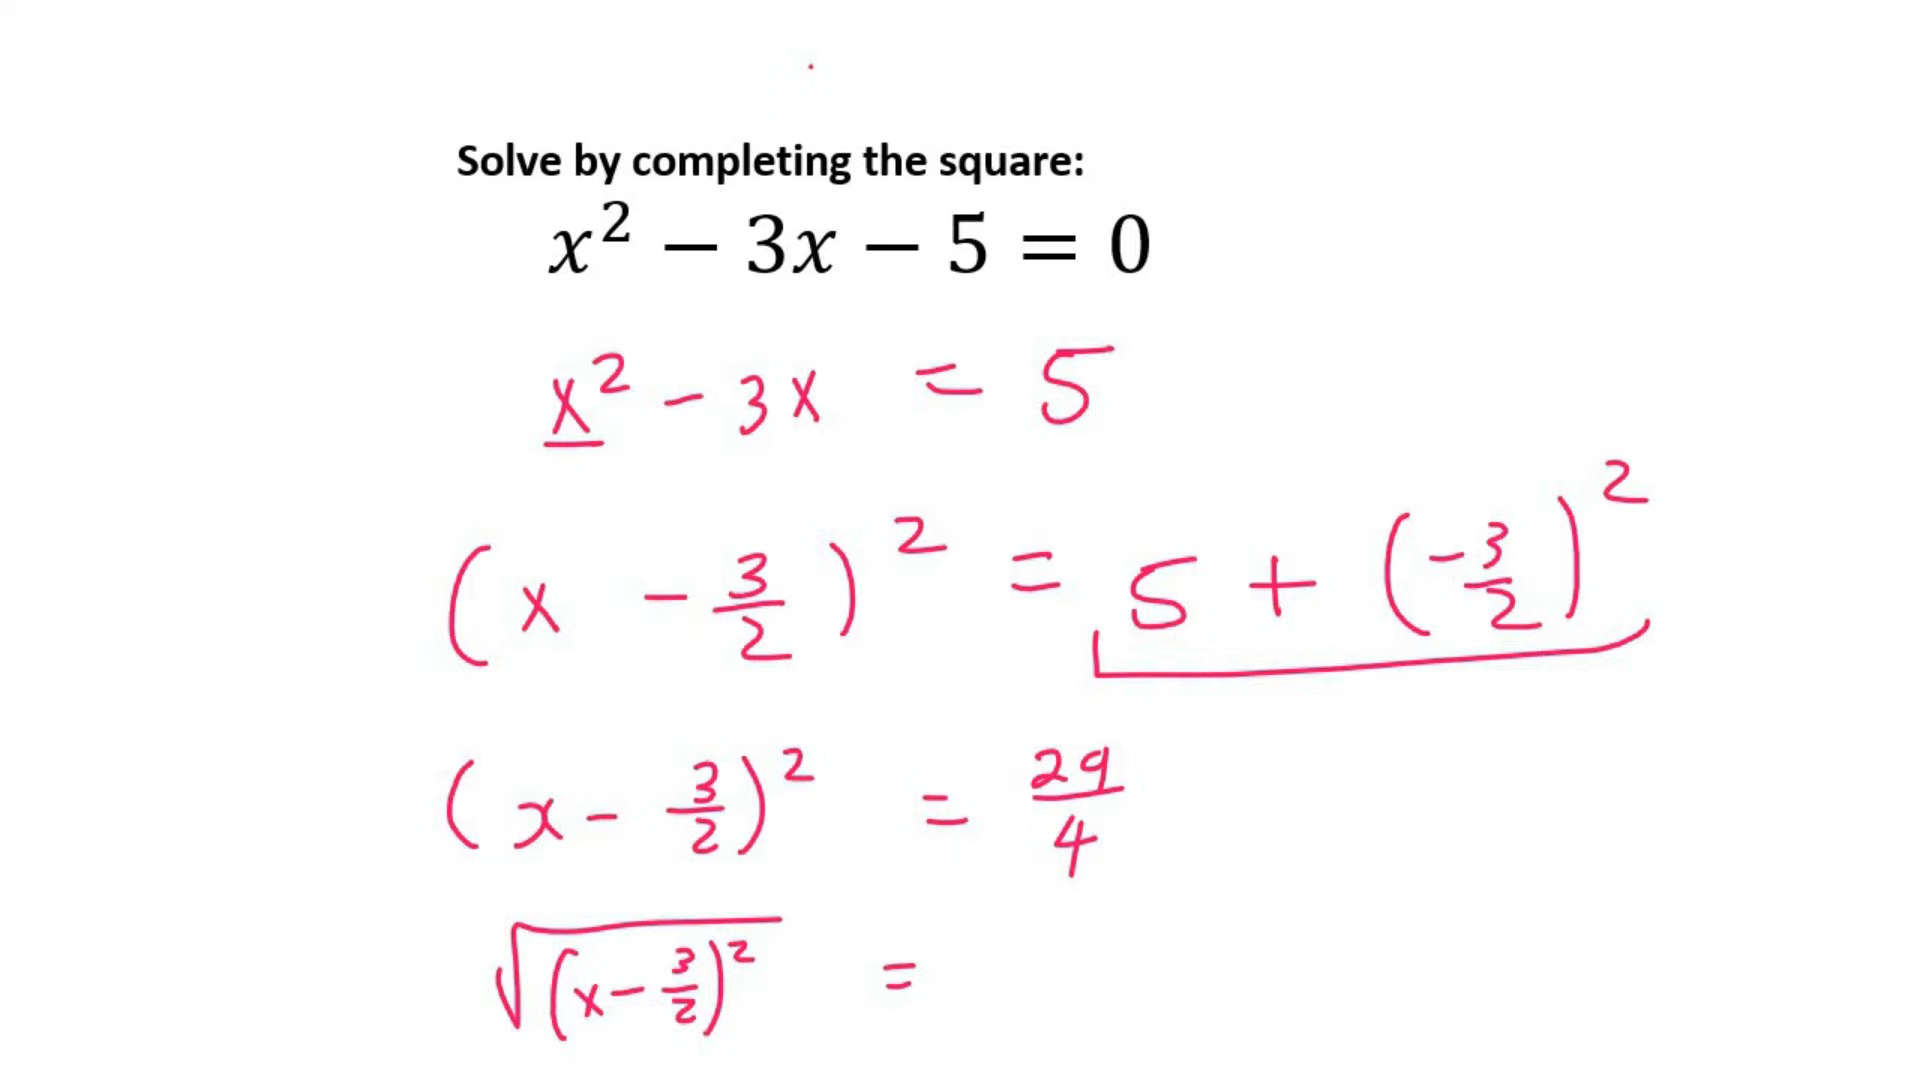 Solve by completing the square:
x² − 3x − 5 = 0
x² - 3x = 5
(x - 3/2)² = 5 + (-3/2)²
(x - 3/2)² = 29/4
√(x - 3/2)² =